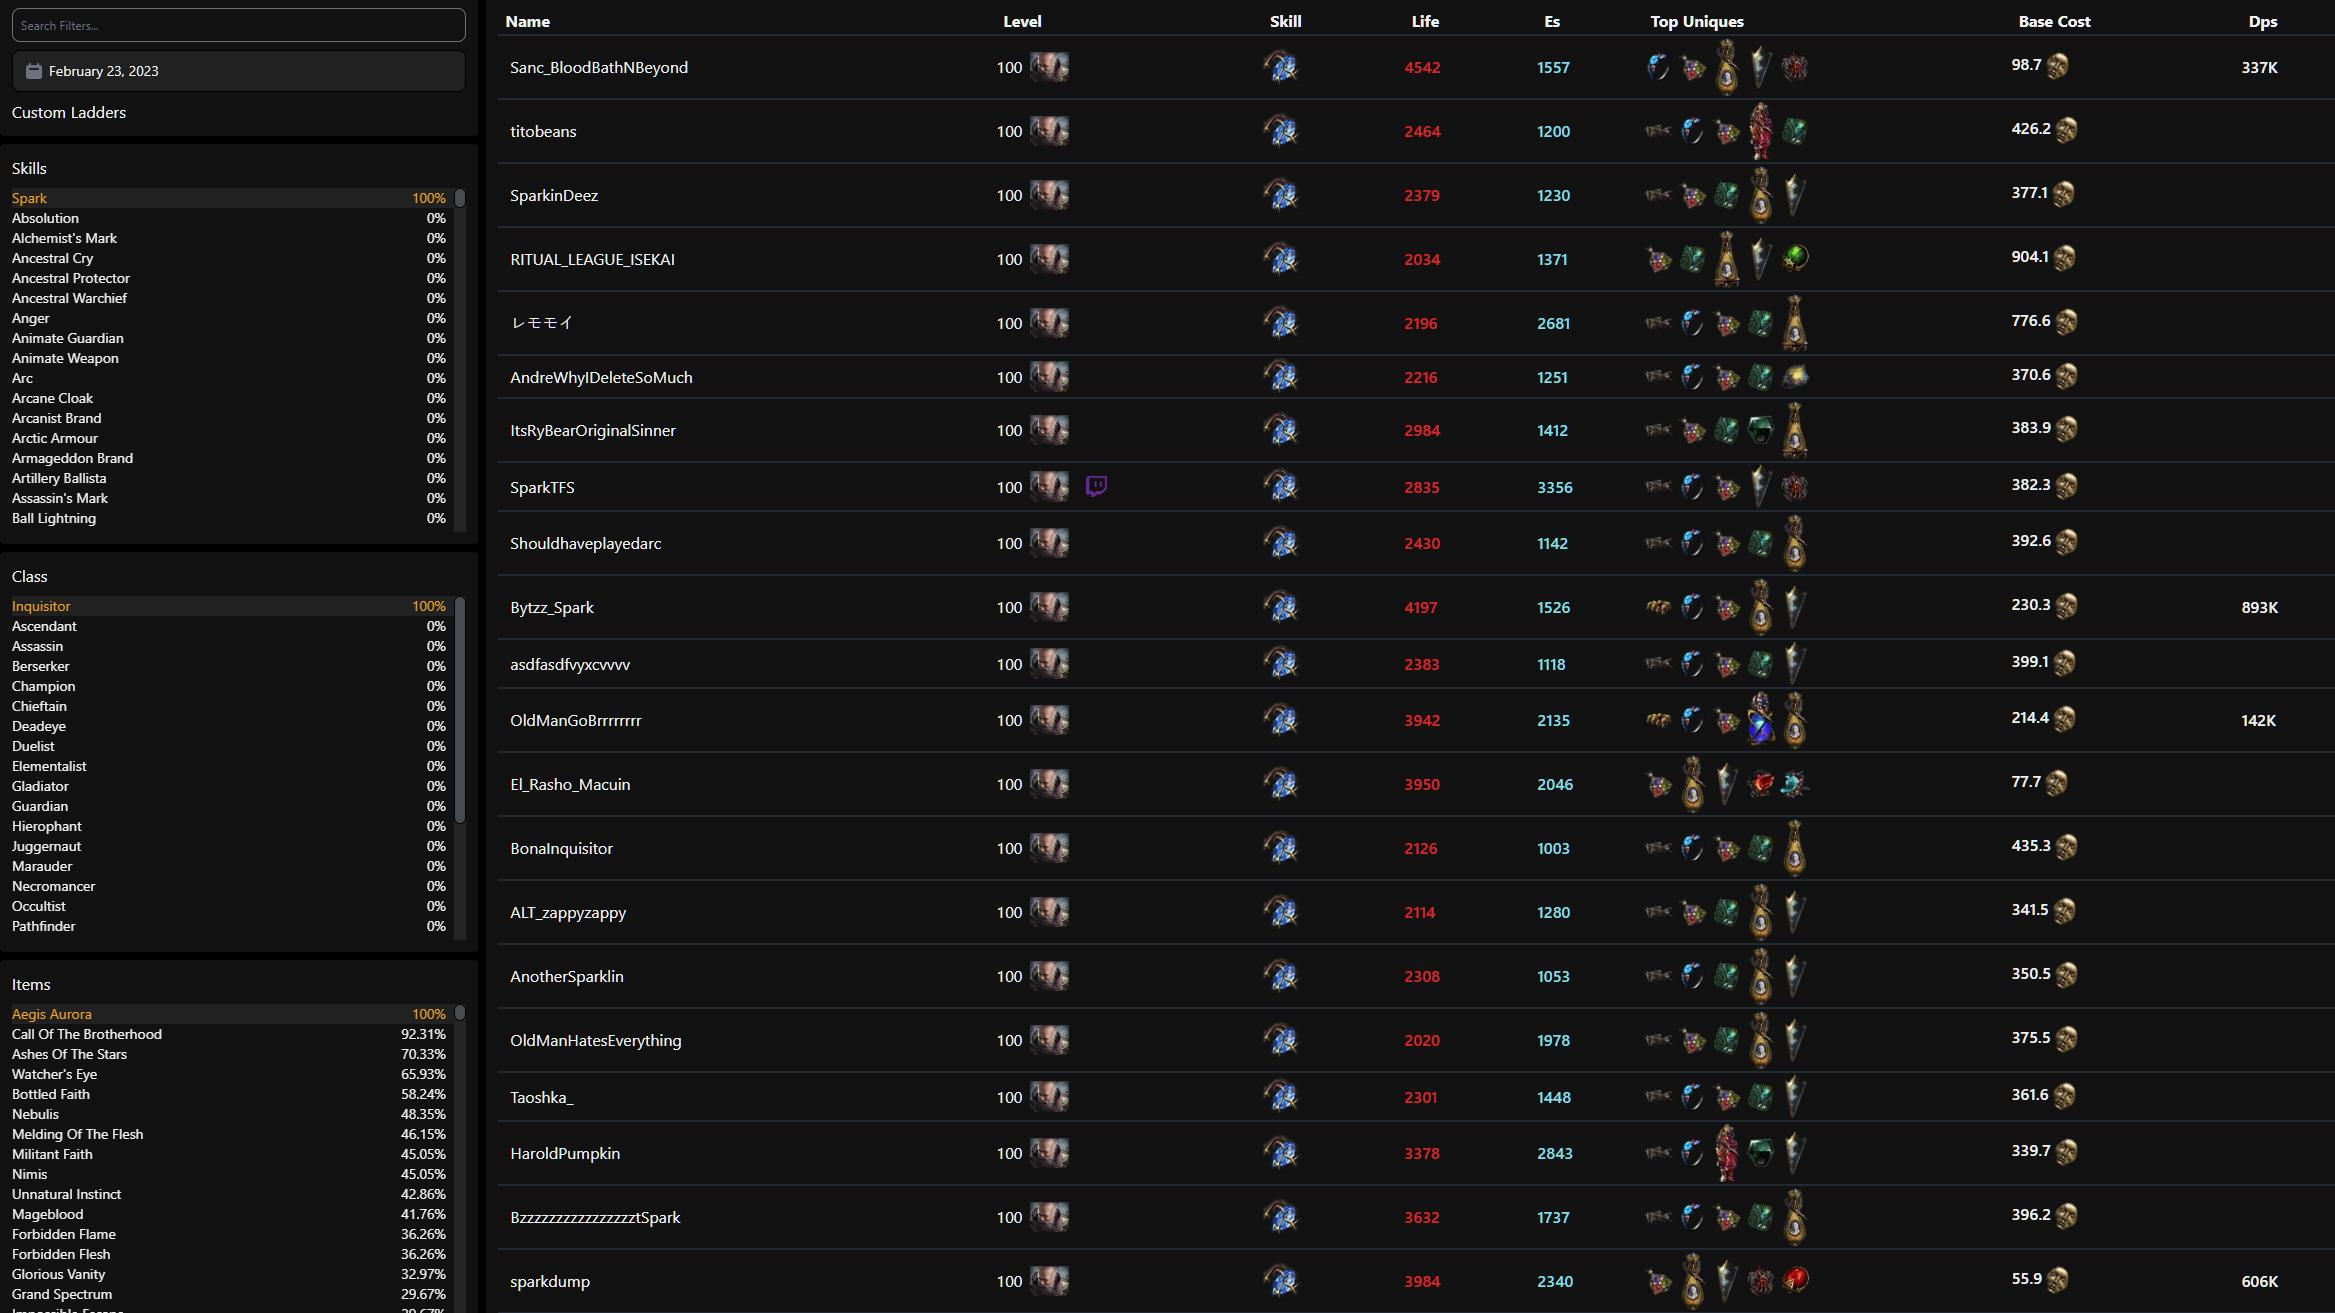 Search Filters...
February 23, 2023
Custom Ladders
Skills
Spark 100%
Absolution 0%
Alchemist's Mark 0%
Ancestral Cry 0%
Ancestral Protector 0%
Ancestral Warchief 0%
Anger 0%
Animate Guardian 0%
Animate Weapon 0%
Arc 0%
Arcane Cloak 0%
Arcanist Brand 0%
Arctic Armour 0%
Armageddon Brand 0%
Artillery Ballista 0%
Assassin's Mark 0%
Ball Lightning 0%
Class
Inquisitor 100%
Ascendant 0%
Assassin 0%
Berserker 0%
Champion 0%
Chieftain 0%
Deadeye 0%
Duelist 0%
Elementalist 0%
Gladiator 0%
Guardian 0%
Hierophant 0%
Juggernaut 0%
Marauder 0%
Necromancer 0%
Occultist 0%
Pathfinder 0%
Items
Aegis Aurora 100%
Call Of The Brotherhood 92.31%
Ashes Of The Stars 70.33%
Watcher's Eye 65.93%
Bottled Faith 58.24%
Nebulis 48.35%
Melding Of The Flesh 46.15%
Militant Faith 45.05%
Nimis 45.05%
Unnatural Instinct 42.86%
Mageblood 41.76%
Forbidden Flame 36.26%
Forbidden Flesh 36.26%
Glorious Vanity 32.97%
Grand Spectrum 29.67%
Name Level Skill Life Es Top Uniques Base Cost Dps
Sanc_BloodBathNBeyond 100 4542 1557 98.7 337K
titobeans 100 2464 1200 426.2
SparkinDeez 100 2379 1230 377.1
RITUAL_LEAGUE_ISEKAI 100 2034 1371 904.1
レモモイ 100 2196 2681 776.6
AndreWhyIDeleteSoMuch 100 2216 1251 370.6
ItsRyBearOriginalSinner 100 2984 1412 383.9
SparkTFS 100 2835 3356 382.3
Shouldhaveplayedarc 100 2430 1142 392.6
Bytzz_Spark 100 4197 1526 230.3 893K
asdfasdfvyxcvvvv 100 2383 1118 399.1
OldManGoBrrrrrrrr 100 3942 2135 214.4 142K
El_Rasho_Macuin 100 3950 2046 77.7
BonaInquisitor 100 2126 1003 435.3
ALT_zappyzappy 100 2114 1280 341.5
AnotherSparklin 100 2308 1053 350.5
OldManHatesEverything 100 2020 1978 375.5
Taoshka_ 100 2301 1448 361.6
HaroldPumpkin 100 3378 2843 339.7
BzzzzzzzzzzzzzzzztSpark 100 3632 1737 396.2
sparkdump 100 3984 2340 55.9 606K